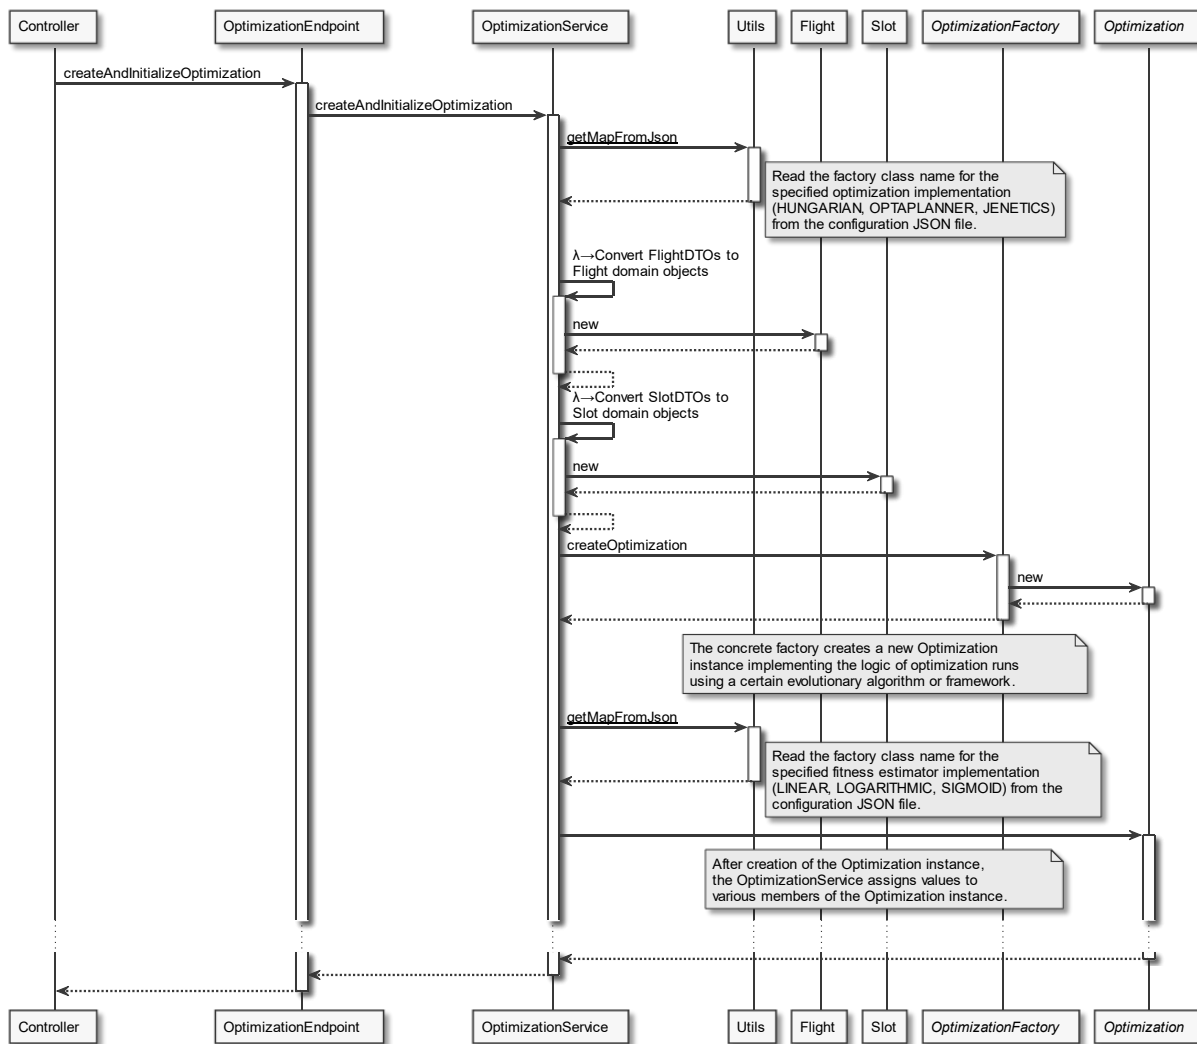 Controller
OptimizationEndpoint
OptimizationService
Utils
Flight
Slot
OptimizationFactory
Optimization
createAndInitializeOptimization
createAndInitializeOptimization
getMapFromJson
Read the factory class name for the
specified optimization implementation
(HUNGARIAN, OPTAPLANNER, JENETICS)
from the configuration JSON file.
λ→Convert FlightDTOs to
Flight domain objects
new
λ→Convert SlotDTOs to
Slot domain objects
new
createOptimization
new
The concrete factory creates a new Optimization
instance implementing the logic of optimization runs
using a certain evolutionary algorithm or framework.
getMapFromJson
Read the factory class name for the
specified fitness estimator implementation
(LINEAR, LOGARITHMIC, SIGMOID) from the
configuration JSON file.
After creation of the Optimization instance,
the OptimizationService assigns values to
various members of the Optimization instance.
Controller
OptimizationEndpoint
OptimizationService
Utils
Flight
Slot
OptimizationFactory
Optimization